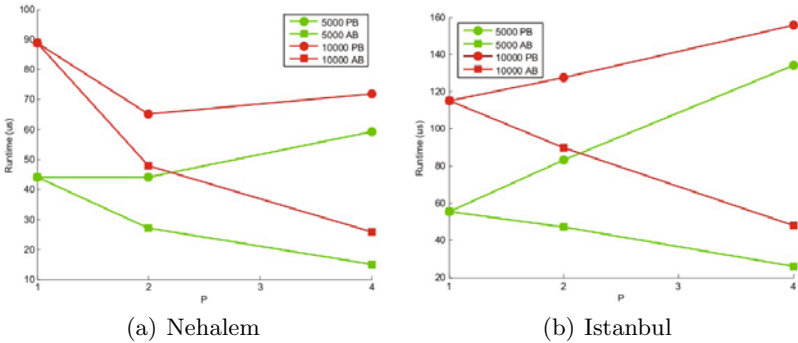 100
90
80
70
60
50
40
30
20
10
Runtime (us)
1
2
3
4
P
5000 PB
5000 AB
10000 PB
10000 AB
(a) Nehalem
160
140
120
100
80
60
40
20
Runtime (us)
1
2
3
4
P
5000 PB
5000 AB
10000 PB
10000 AB
(b) Istanbul